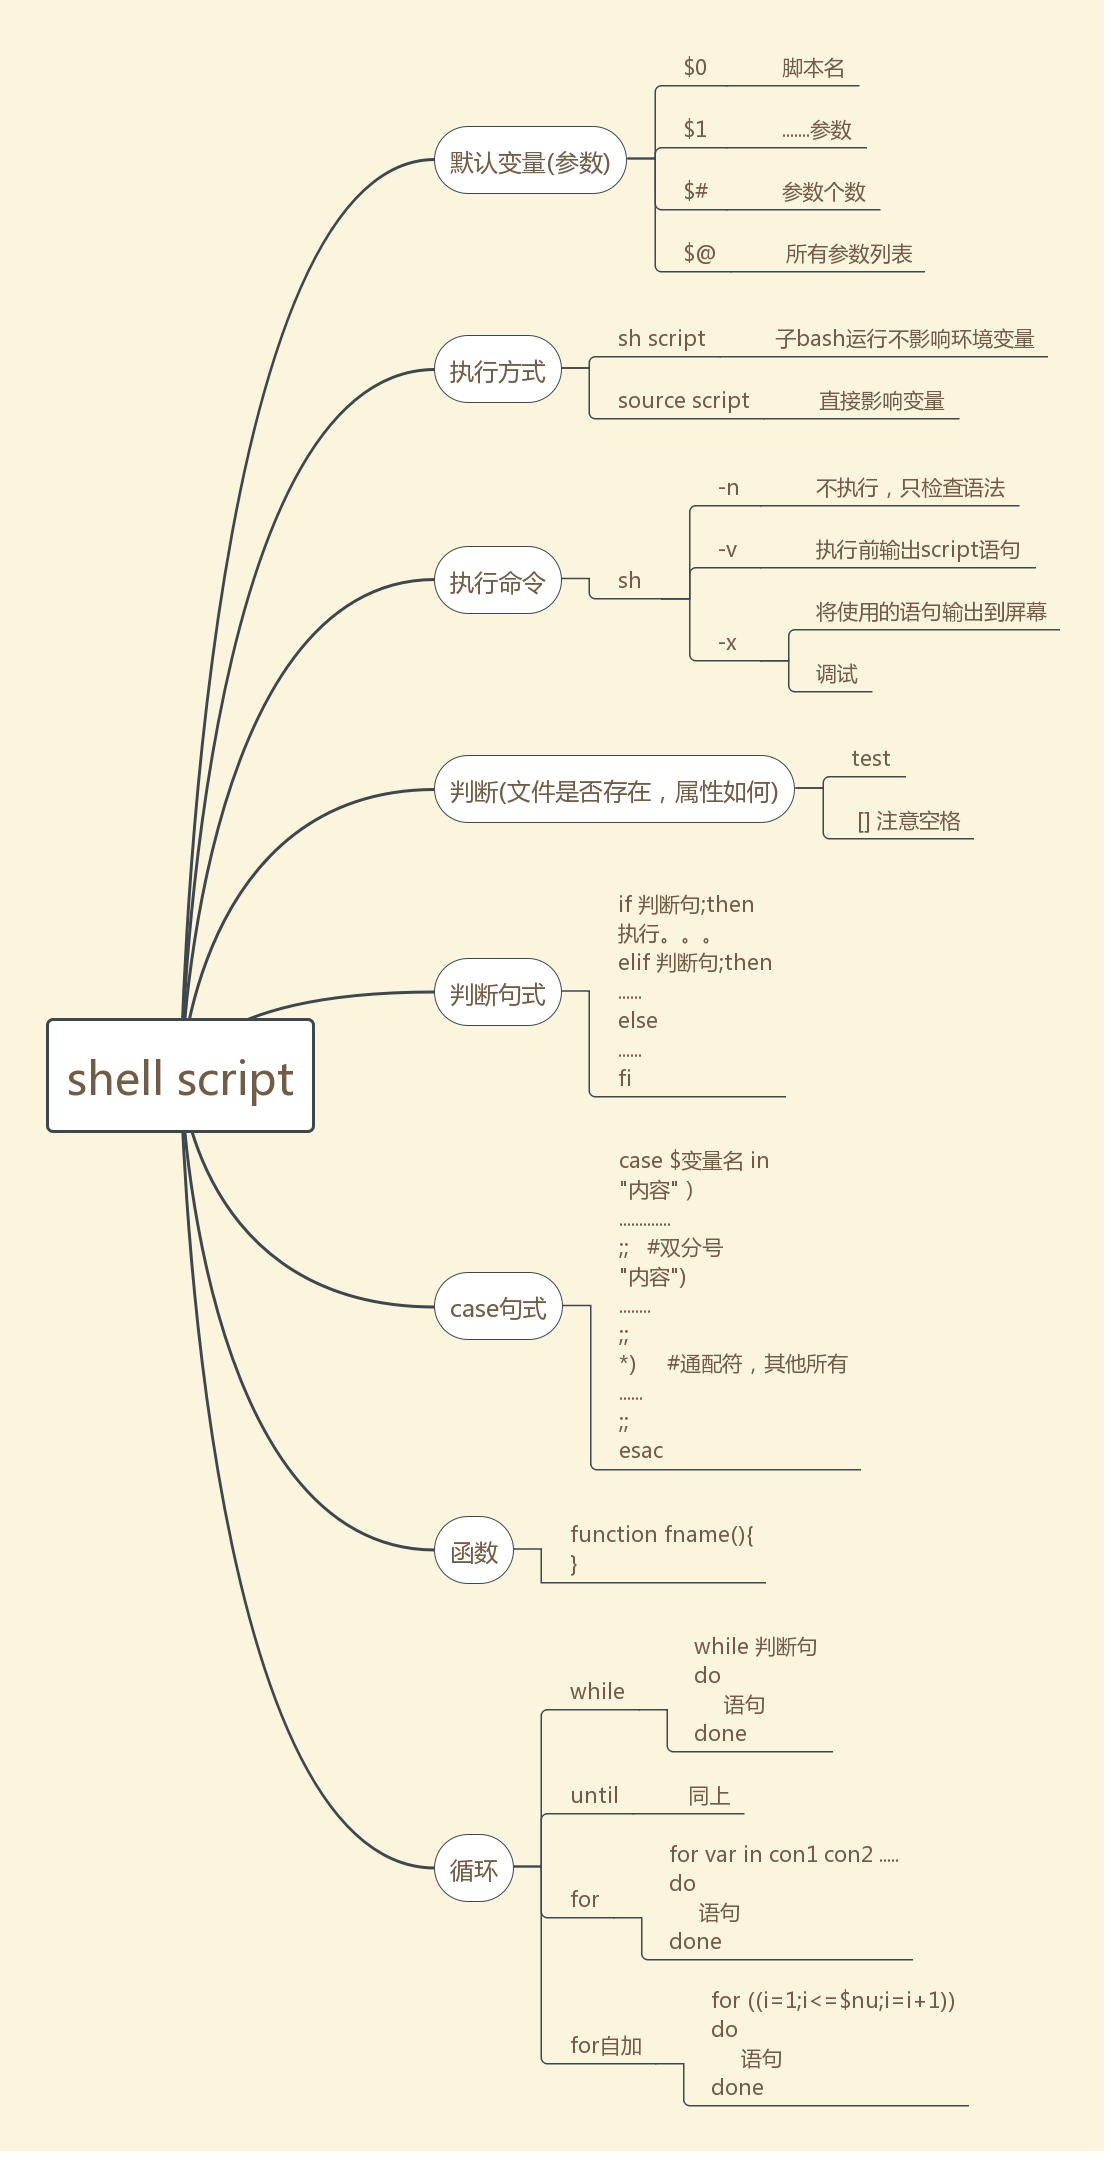 shell script
默认变量(参数)
$0 脚本名
$1 .......参数
$# 参数个数
$@ 所有参数列表
执行方式
sh script 子bash运行不影响环境变量
source script 直接影响变量
执行命令
sh
-n 不执行，只检查语法
-v 执行前输出script语句
-x
将使用的语句输出到屏幕
调试
判断(文件是否存在，属性如何)
test
[] 注意空格
判断句式
if 判断句;then
执行。。。
elif 判断句;then
......
else
......
fi
case句式
case $变量名 in
"内容" )
.............
;; #双分号
"内容")
........
;;
*) #通配符，其他所有
......
;;
esac
函数
function fname(){
}
循环
while
while 判断句
do
语句
done
until 同上
for
for var in con1 con2 .....
do
语句
done
for自加
for ((i=1;i<=$nu;i=i+1))
do
语句
done